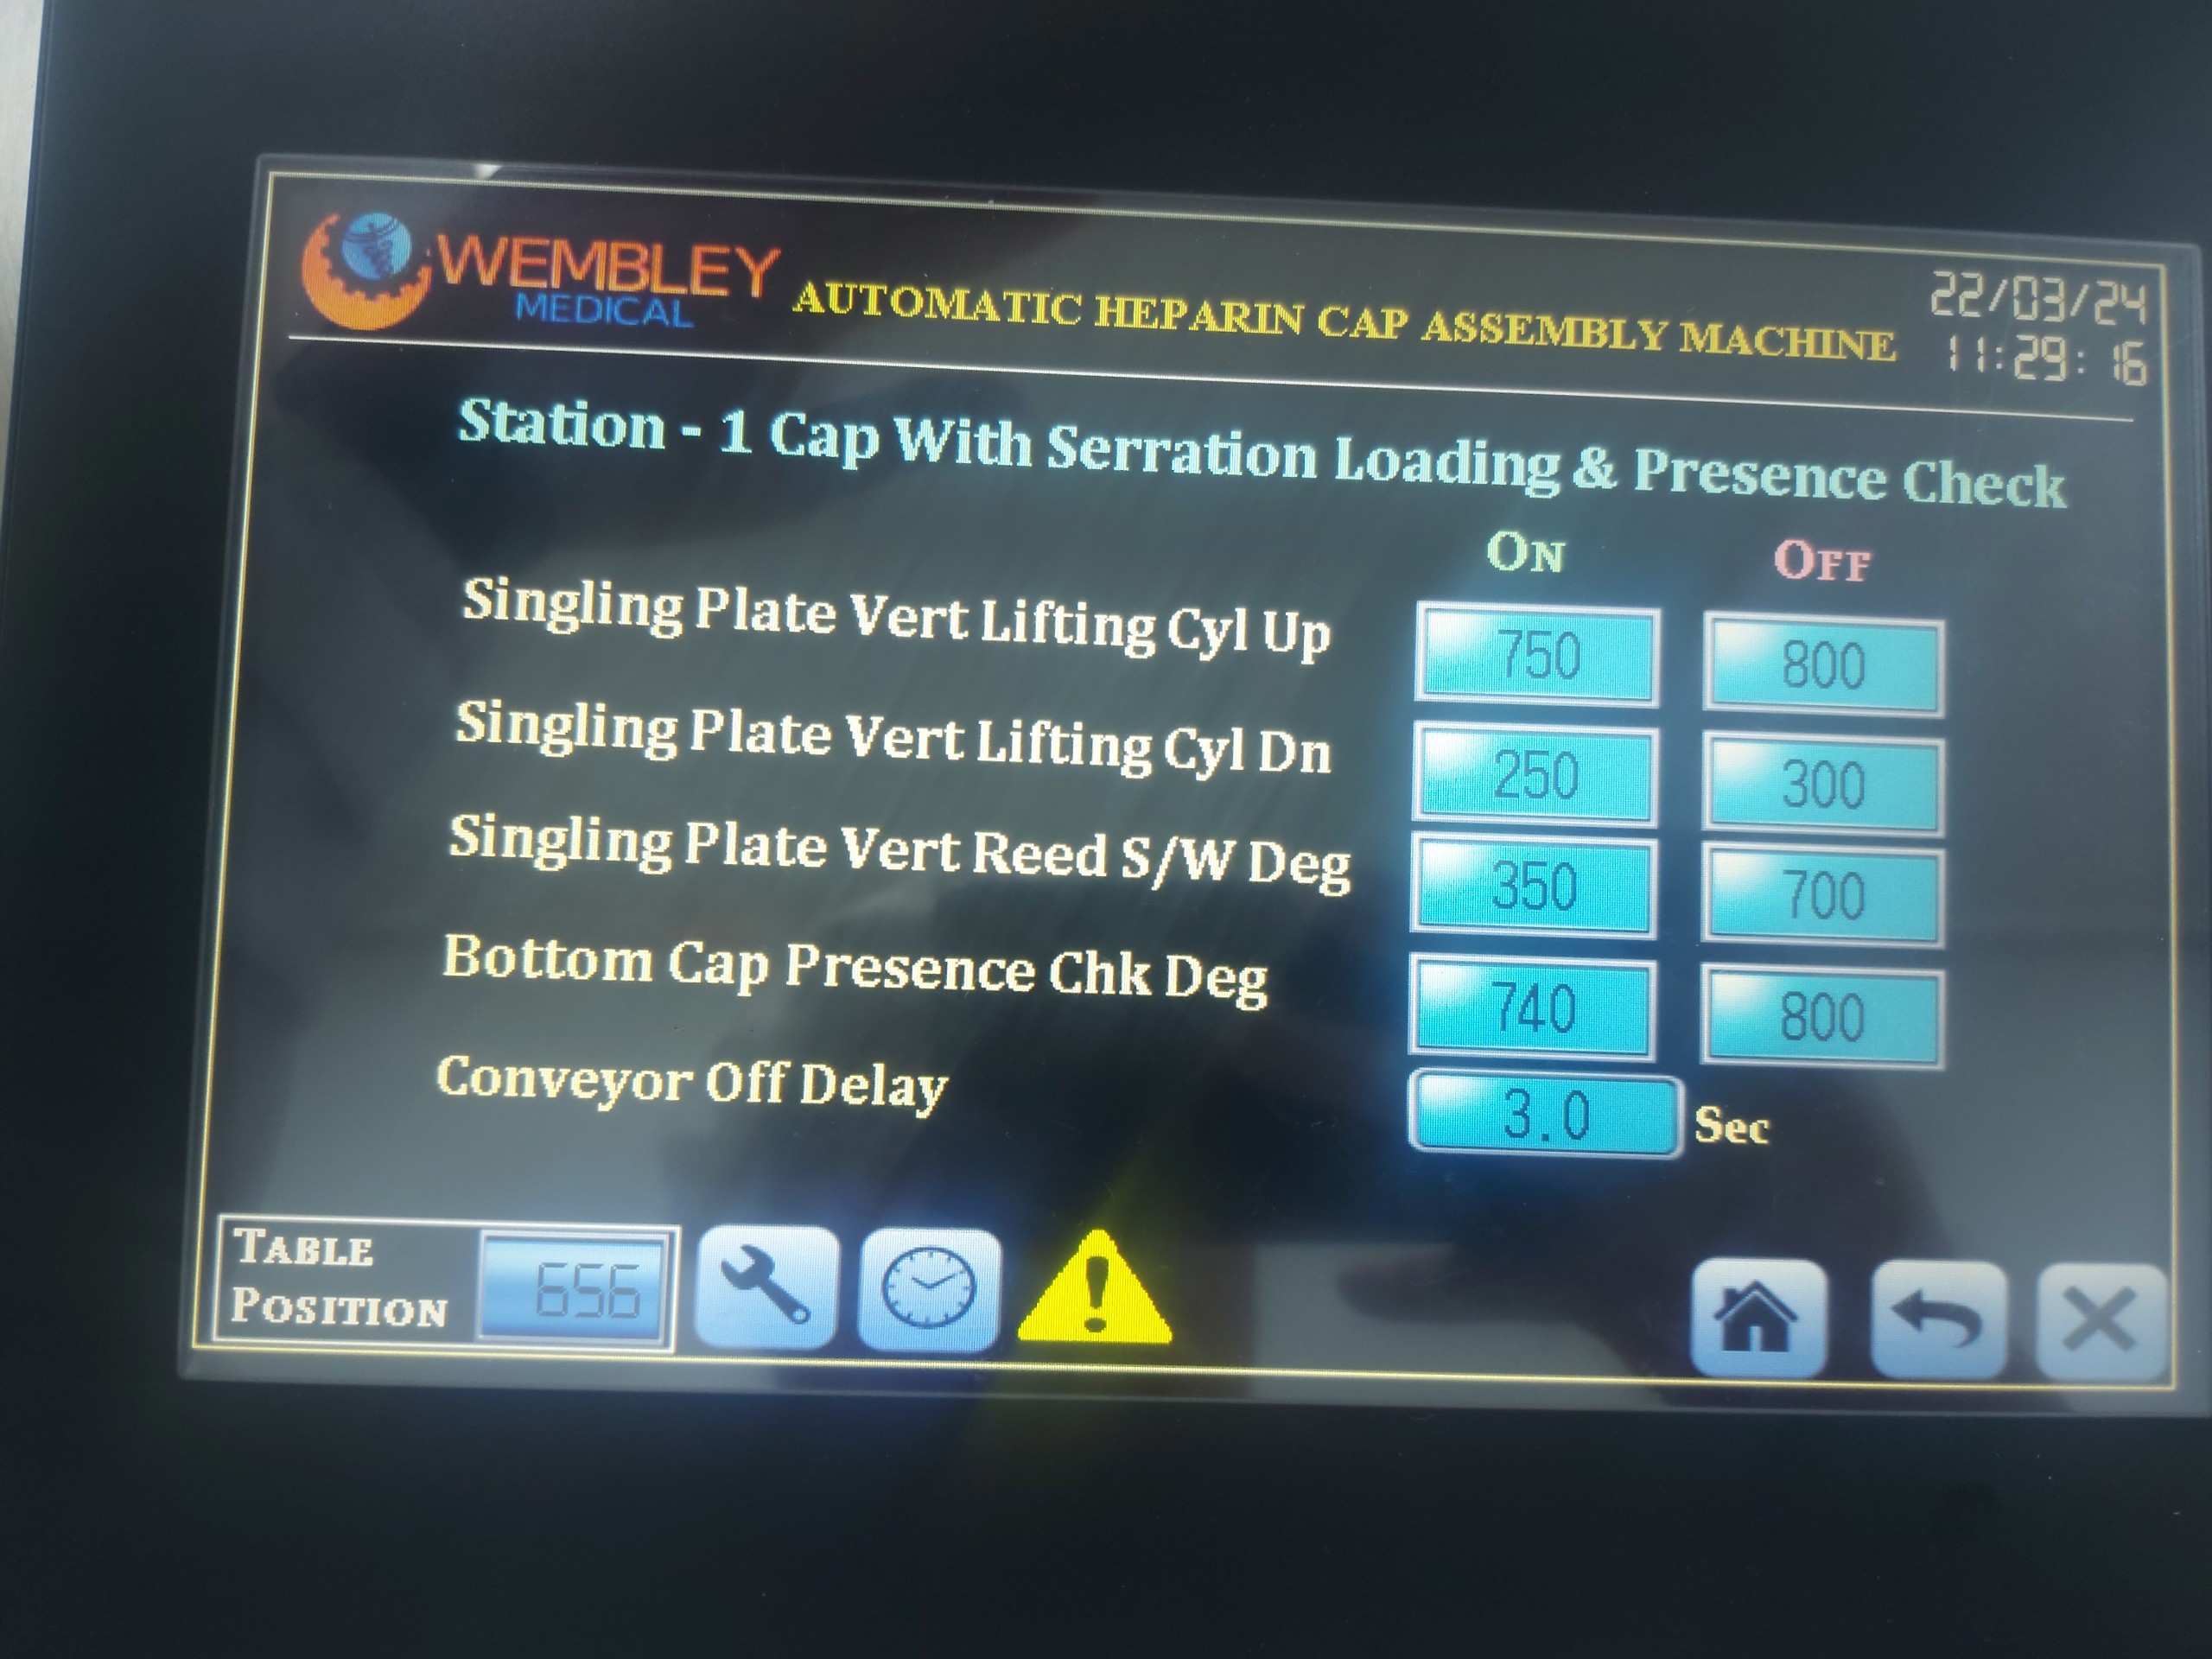 WEMBLEY
MEDICAL
AUTOMATIC HEPARIN CAP ASSEMBLY MACHINE
22/03/24
11:29:16
Station - 1 Cap With Serration Loading & Presence Check
ON OFF
Singling Plate Vert Lifting Cyl Up 750 800
Singling Plate Vert Lifting Cyl Dn 250 300
Singling Plate Vert Reed S/W Deg 350 700
Bottom Cap Presence Chk Deg 740 800
Conveyor Off Delay 3.0 Sec
TABLE
POSITION 656